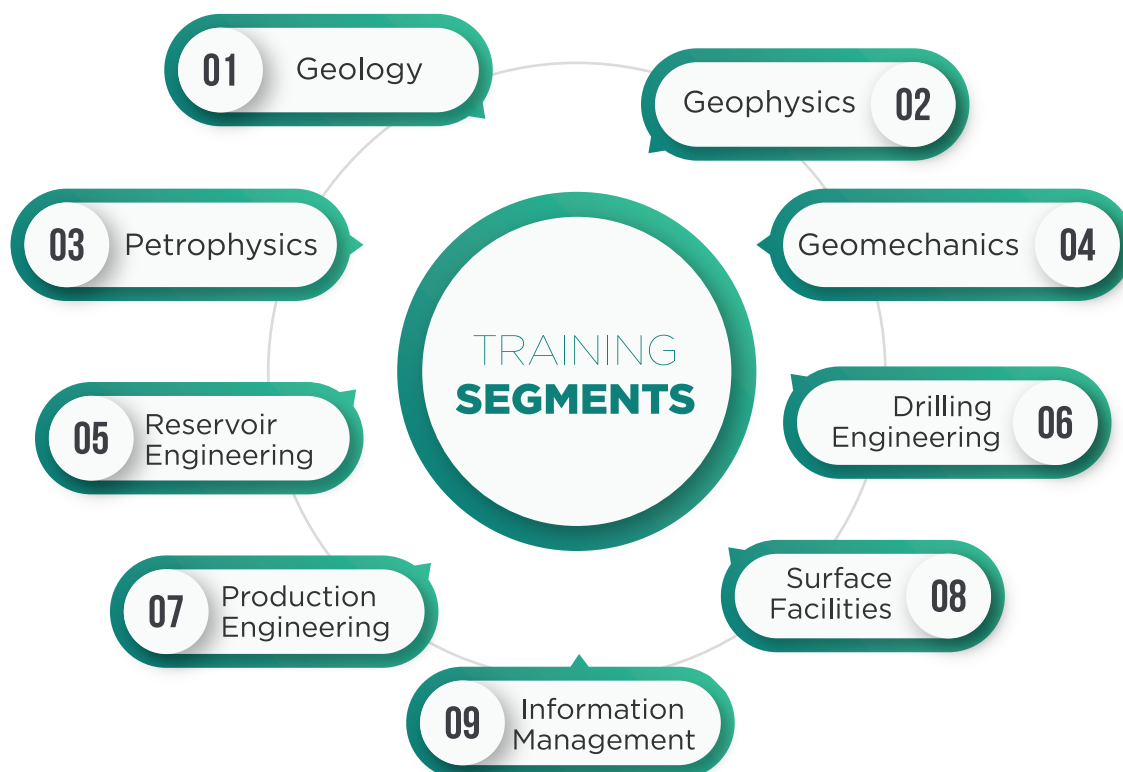 01 Geology
Geophysics 02
03 Petrophysics
Geomechanics 04
TRAINING
SEGMENTS
05 Reservoir
Engineering
Drilling
Engineering 06
07 Production
Engineering
Surface
Facilities 08
09 Information
Management